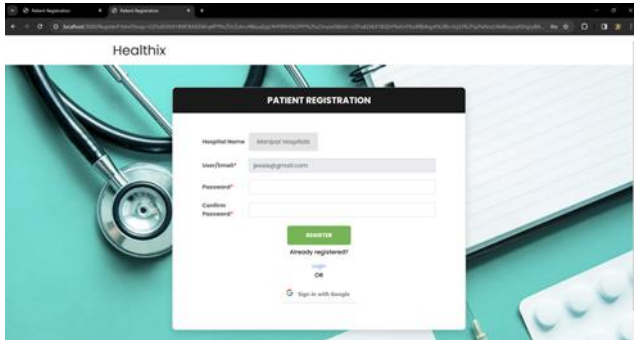 Patient Registration
Patient Registration
Healthix
PATIENT REGISTRATION
Hospital Name Manipal Hospitals
User/Email* jessie@gmail.com
Password*
Confirm
Password*
REGISTER
Already registered?
Login
OR
Sign in with Google